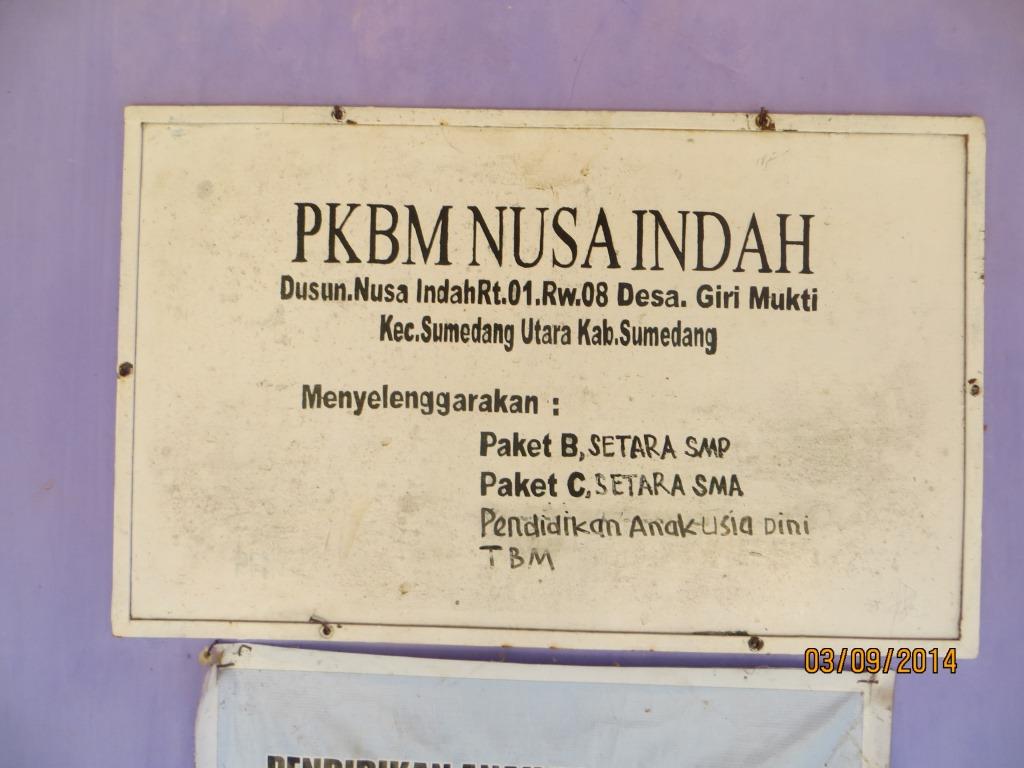 PKBM NUSA INDAH
Dusun.Nusa IndahRt.01.Rw.08 Desa. Giri Mukti
Kec.Sumedang Utara Kab.Sumedang
Menyelenggarakan :
Paket B, SETARA SMP
Paket C, SETARA SMA
Pendidikan Anak Usia Dini
TBM
03/09/2014
PENDIDIKAN